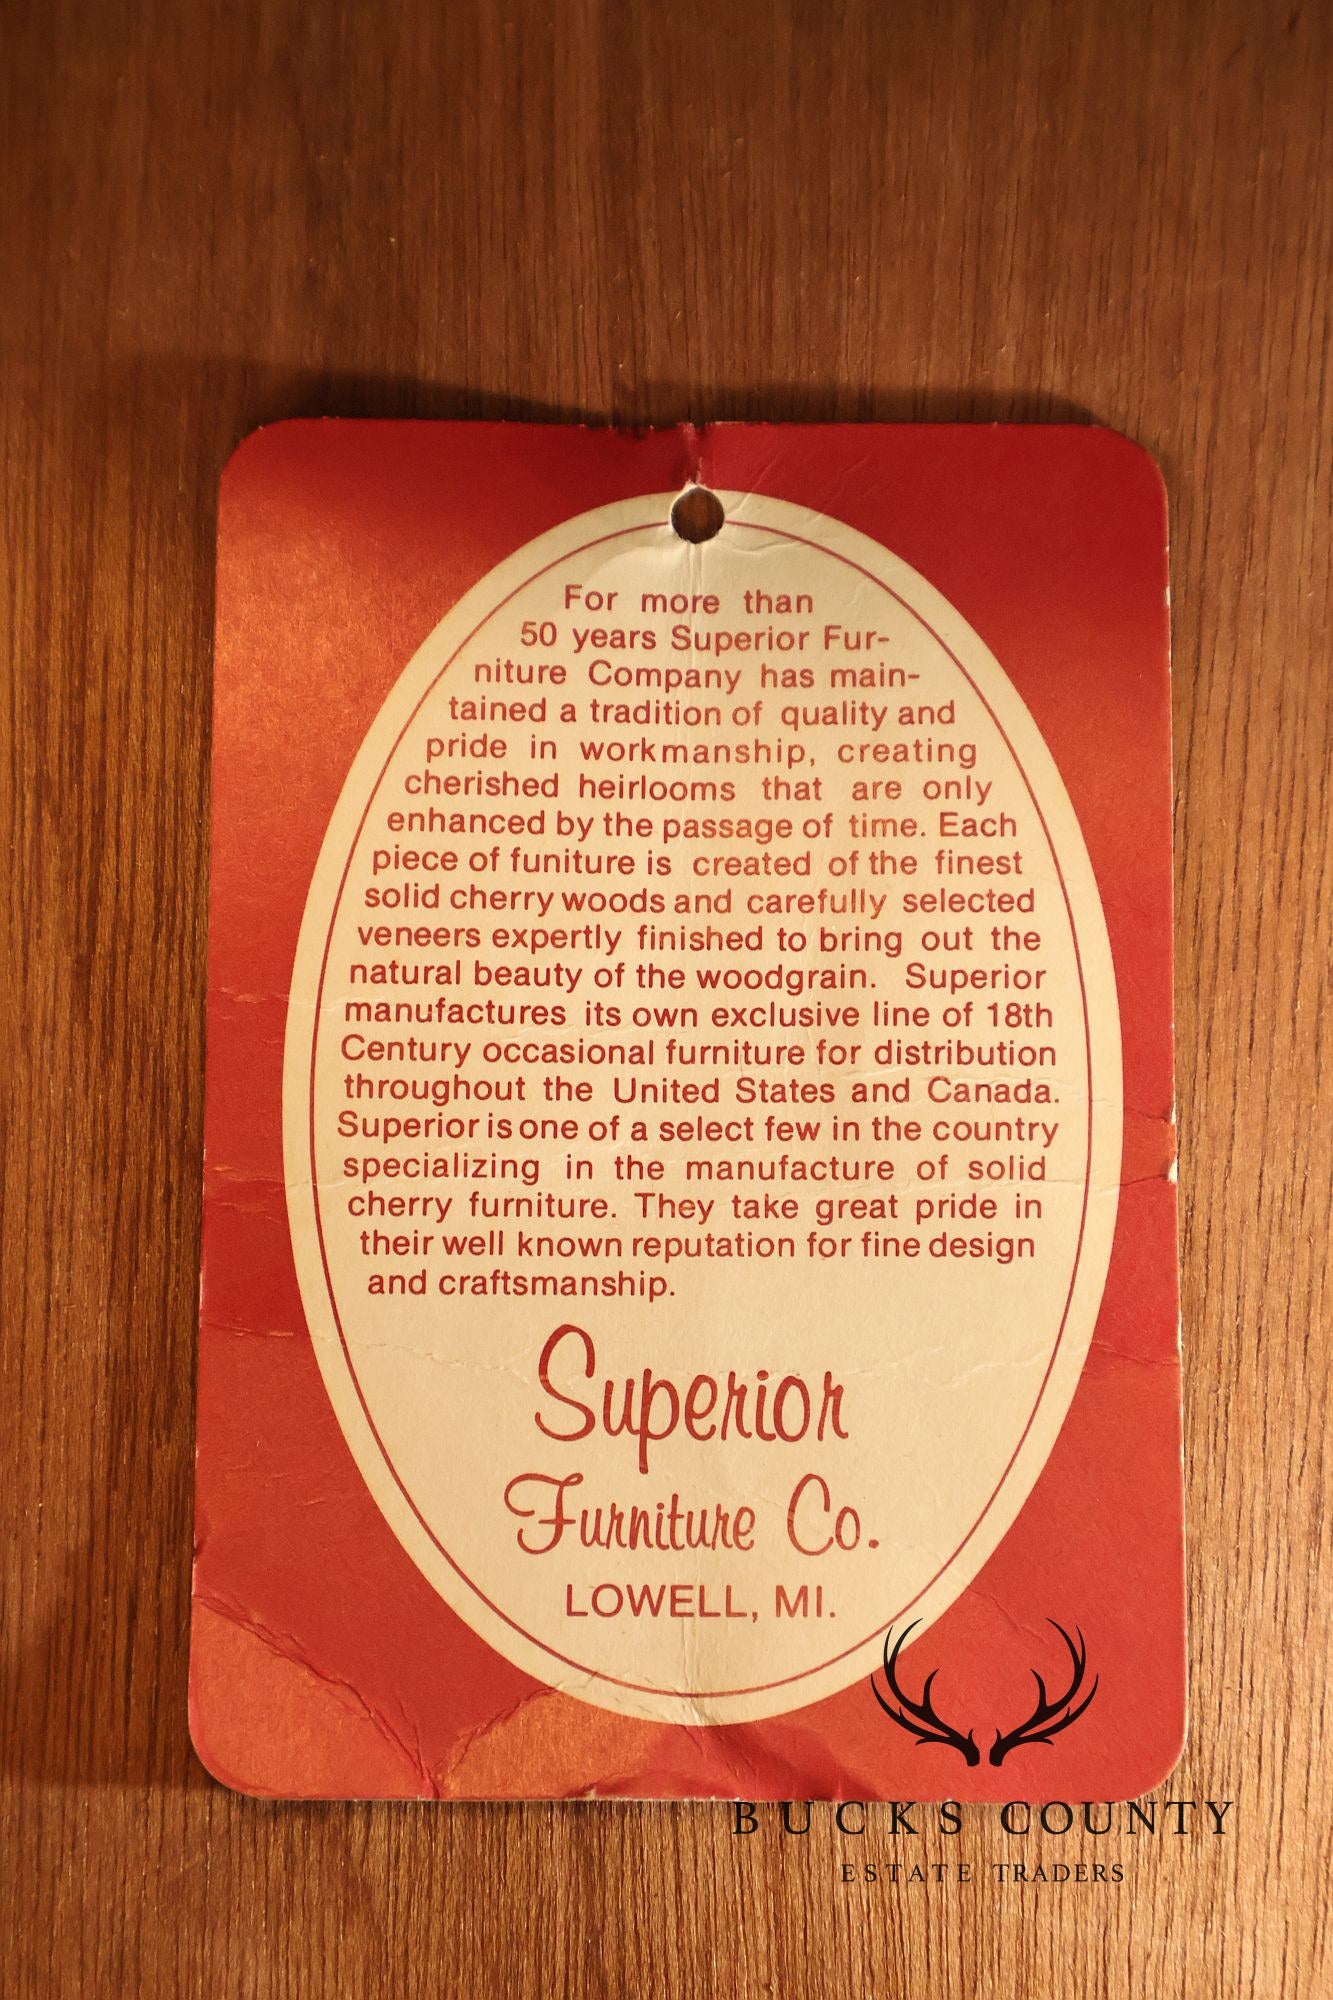 For more than
50 years Superior Fur-
niture Company has main-
tained a tradition of quality and
pride in workmanship, creating
cherished heirlooms that are only
enhanced by the passage of time. Each
piece of funiture is created of the finest
solid cherry woods and carefully selected
veneers expertly finished to bring out the
natural beauty of the woodgrain. Superior
manufactures its own exclusive line of 18th
Century occasional furniture for distribution
throughout the United States and Canada.
Superior is one of a select few in the country
specializing in the manufacture of solid
cherry furniture. They take great pride in
their well known reputation for fine design
and craftsmanship.
Superior
Furniture Co.
LOWELL, MI.
BUCKS COUNTY
ESTATE TRADERS